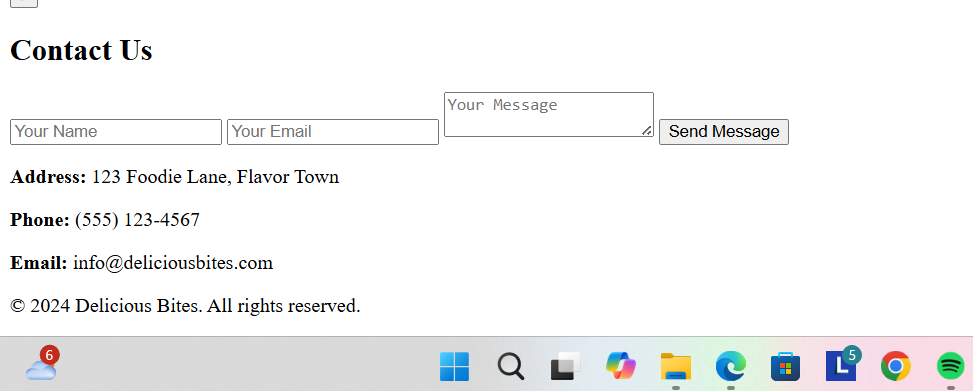 Contact Us
Your Message
Your Name Your Email Send Message
Address: 123 Foodie Lane, Flavor Town
Phone: (555) 123-4567
Email: info@deliciousbites.com
© 2024 Delicious Bites. All rights reserved.
6 L 5